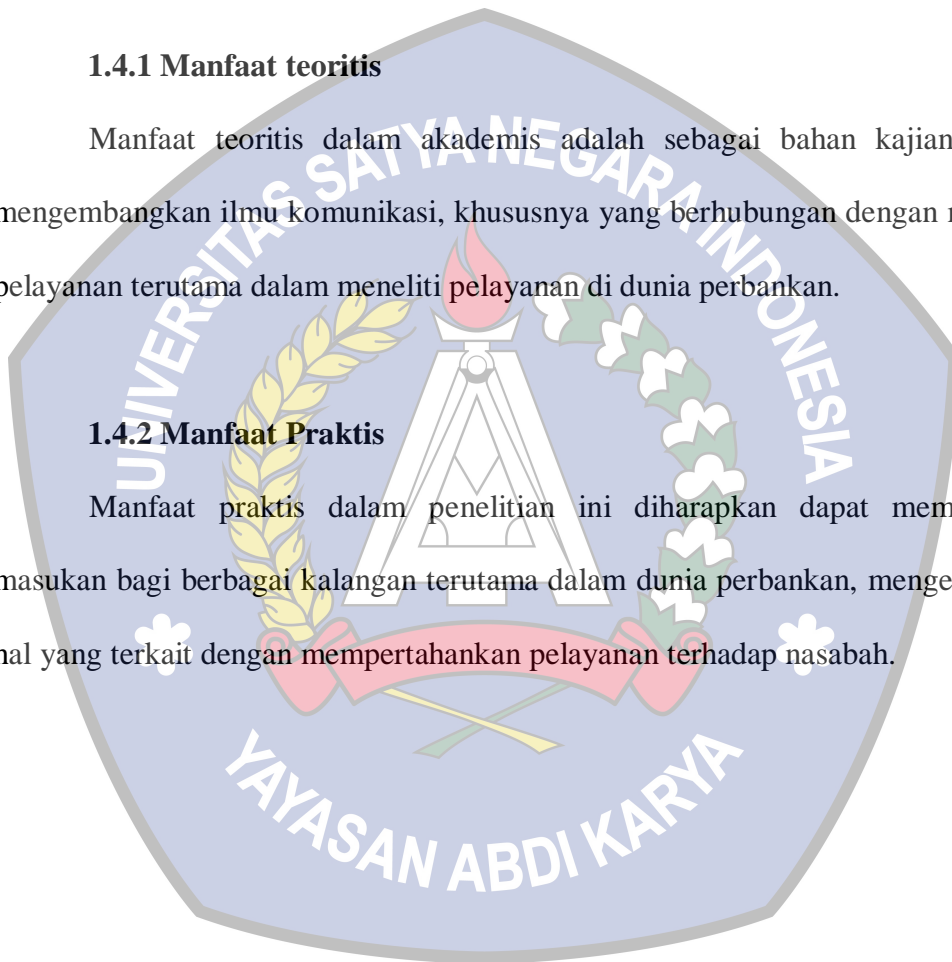 1.4.1 Manfaat teoritis
Manfaat teoritis dalam akademis adalah sebagai bahan kajian
mengembangkan ilmu komunikasi, khususnya yang berhubungan dengan
pelayanan terutama dalam meneliti pelayanan di dunia perbankan.
1.4.2 Manfaat Praktis
Manfaat praktis dalam penelitian ini diharapkan dapat mem
masukan bagi berbagai kalangan terutama dalam dunia perbankan, menge
hal yang terkait dengan mempertahankan pelayanan terhadap nasabah.
UNIVERSITAS SATYA NEGARA INDONESIA
YAYASAN ABDI KARYA